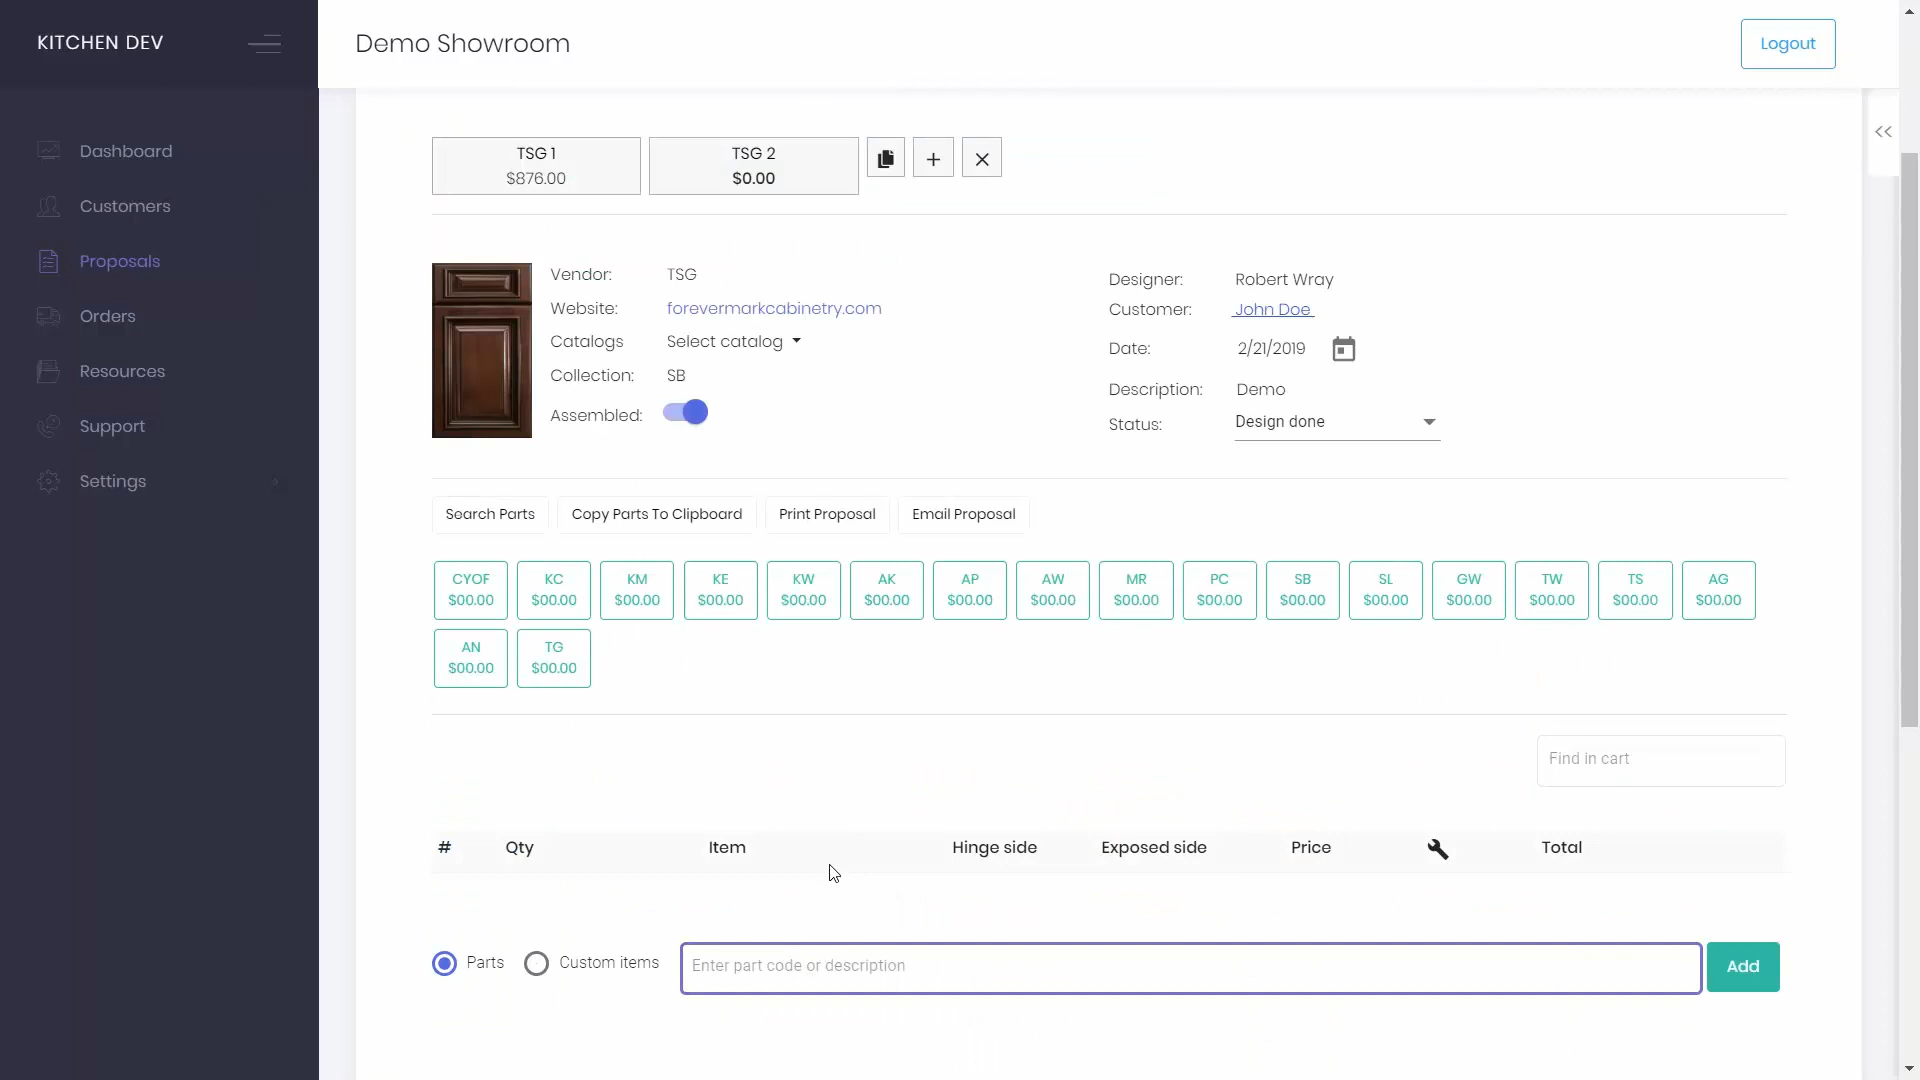 KITCHEN DEV
Demo Showroom
Logout
Dashboard
Customers
Proposals
Orders
Resources
Support
Settings
TSG 1
$876.00
TSG 2
$0.00
Vendor: TSG
Website: forevermarkcabinetry.com
Catalogs Select catalog
Collection: SB
Assembled:
Designer: Robert Wray
Customer: John Doe
Date: 2/21/2019
Description: Demo
Status: Design done
Search Parts Copy Parts To Clipboard Print Proposal Email Proposal
CYOF KC KM KE KW AK AP AW MR PC SB SL GW TW TS AG
$00.00 $00.00 $00.00 $00.00 $00.00 $00.00 $00.00 $00.00 $00.00 $00.00 $00.00 $00.00 $00.00 $00.00 $00.00 $00.00
AN TG
$00.00 $00.00
Find in cart
# Qty Item Hinge side Exposed side Price Total
Parts Custom items Enter part code or description Add